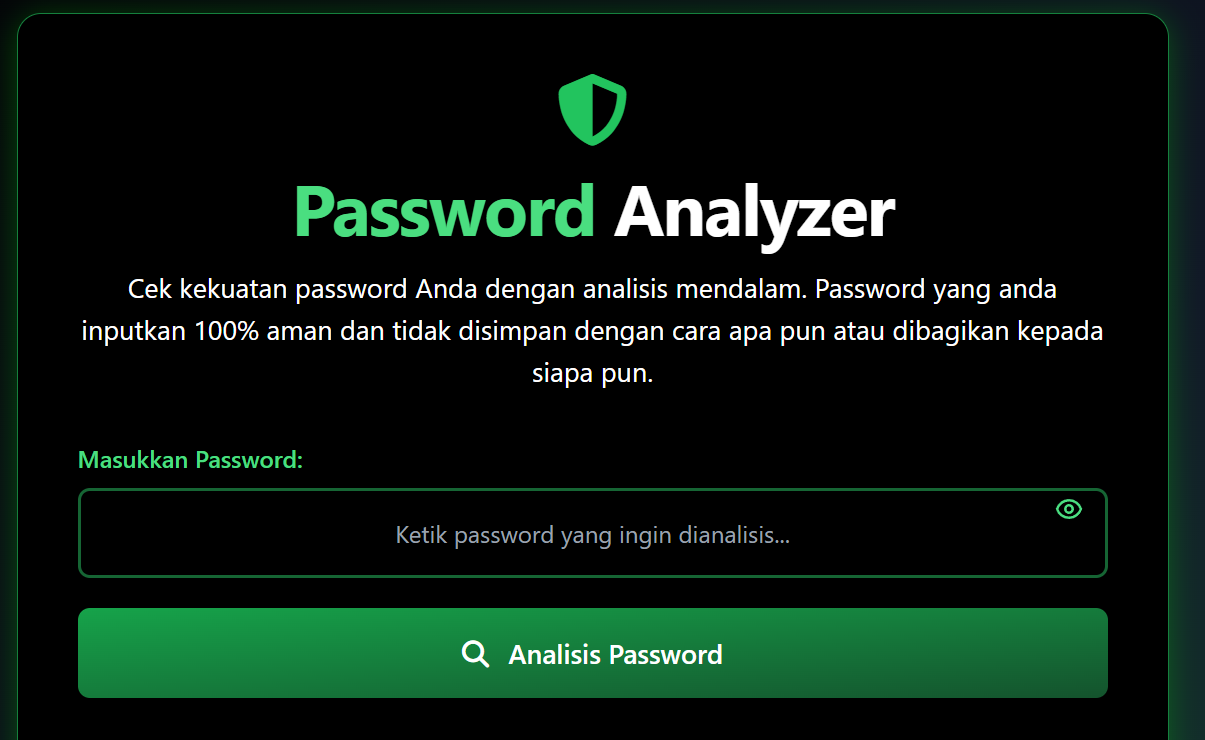 Password Analyzer
Cek kekuatan password Anda dengan analisis mendalam. Password yang anda
inputkan 100% aman dan tidak disimpan dengan cara apa pun atau dibagikan kepada
siapa pun.
Masukkan Password:
Ketik password yang ingin dianalisis...
Analisis Password